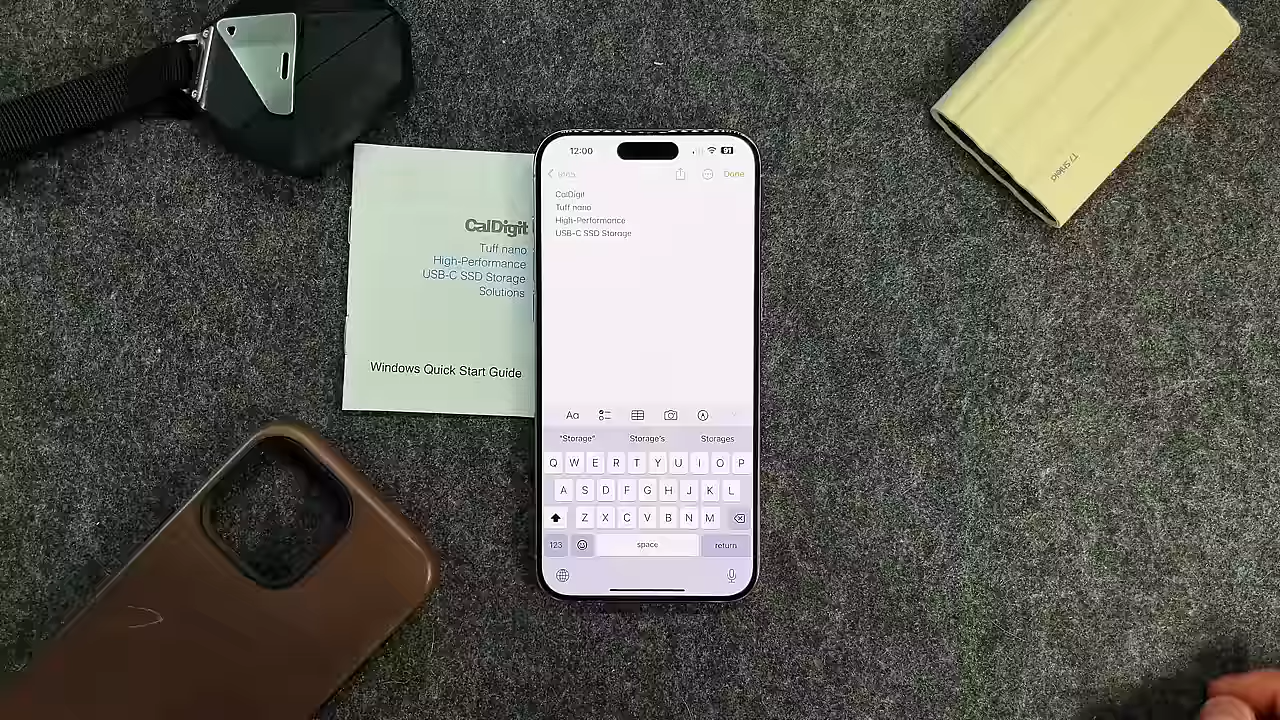 CalDigit
Tuff nano
High-Performance
USB-C SSD Storage
Solutions
Windows Quick Start Guide
12:00
91
Done
CalDigit
Tuff nano
High-Performance
USB-C SSD Storage
Aa
"Storage" Storage's Storages
Q W E R T Y U I O P
A S D F G H J K L
Z X C V B N M
123 space return
T7 Shield